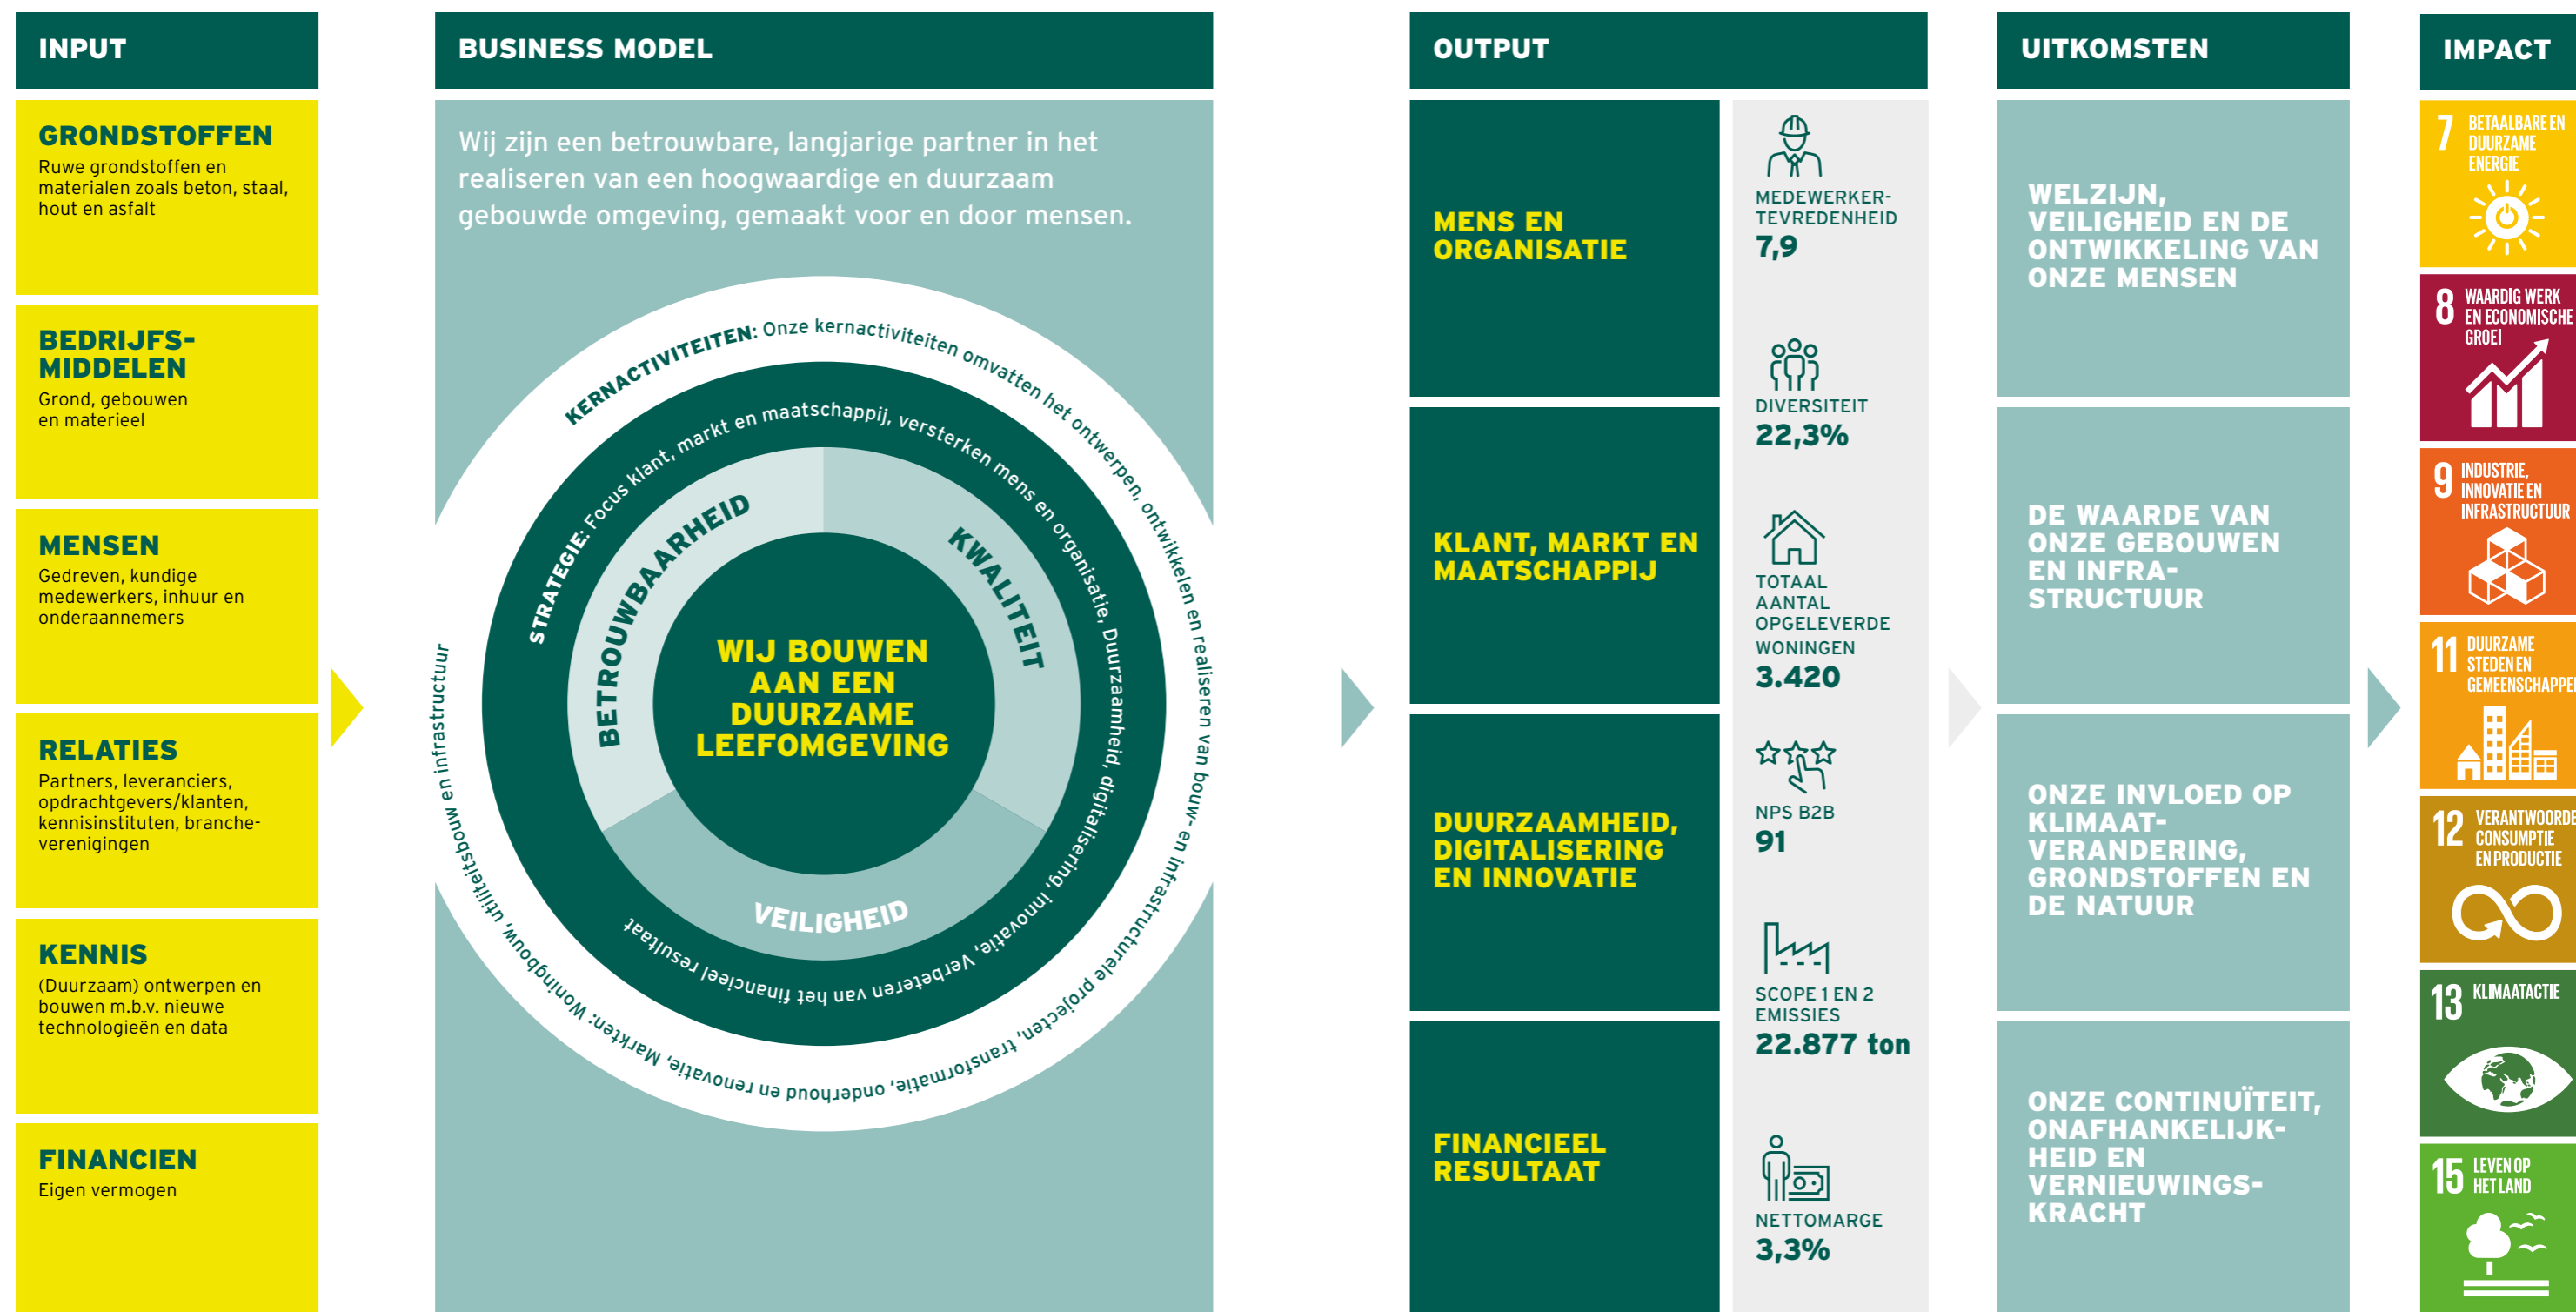 INPUT
GRONDSTOFFEN
Ruwe grondstoffen en
materialen zoals beton, staal,
hout en asfalt
BEDRIJFS-
MIDDELEN
Grond, gebouwen
en materieel
MENSEN
Gedreven, kundige
medewerkers, inhuur en
onderaannemers
RELATIES
Partners, leveranciers,
opdrachtgevers/klanten,
kennisinstituten, branche-
verenigingen
KENNIS
(Duurzaam) ontwerpen en
bouwen m.b.v. nieuwe
technologieën en data
FINANCIEN
Eigen vermogen
BUSINESS MODEL
Wij zijn een betrouwbare, langjarige partner in het
realiseren van een hoogwaardige en duurzaam
gebouwde omgeving, gemaakt voor en door mensen.
KERNACTIVITEITEN: Onze kernactiviteiten omvatten het ontwerpen, ontwikkelen en realiseren van bouw- en infrastructurele projecten, transformatie, onderhoud en renovatie, Markten: Woningbouw, utiliteitsbouw en infrastructuur
STRATEGIE: Focus klant, markt en maatschappij, versterken mens en organisatie, Duurzaamheid, digitalisering, innovatie, Verbeteren van het financieel resultaat
BETROUWBAARHEID
KWALITEIT
VEILIGHEID
WIJ BOUWEN
AAN EEN
DUURZAME
LEEFOMGEVING
OUTPUT
MENS EN
ORGANISATIE
KLANT, MARKT EN
MAATSCHAPPIJ
DUURZAAMHEID,
DIGITALISERING
EN INNOVATIE
FINANCIEEL
RESULTAAT
MEDEWERKER-
TEVREDENHEID
7,9
DIVERSITEIT
22,3%
TOTAAL
AANTAL
OPGELEVERDE
WONINGEN
3.420
NPS B2B
91
SCOPE 1 EN 2
EMISSIES
22.877 ton
NETTOMARGE
3,3%
UITKOMSTEN
WELZIJN,
VEILIGHEID EN DE
ONTWIKKELING VAN
ONZE MENSEN
DE WAARDE VAN
ONZE GEBOUWEN
EN INFRA-
STRUCTUUR
ONZE INVLOED OP
KLIMAAT-
VERANDERING,
GRONDSTOFFEN EN
DE NATUUR
ONZE CONTINUÏTEIT,
ONAFHANKELIJK-
HEID EN
VERNIEUWINGS-
KRACHT
IMPACT
7 BETAALBARE EN
DUURZAME
ENERGIE
8 WAARDIG WERK
EN ECONOMISCHE
GROEI
9 INDUSTRIE,
INNOVATIE EN
INFRASTRUCTUUR
11 DUURZAME
STEDEN EN
GEMEENSCHAPPEN
12 VERANTWOORDE
CONSUMPTIE
EN PRODUCTIE
13 KLIMAATACTIE
15 LEVEN OP
HET LAND